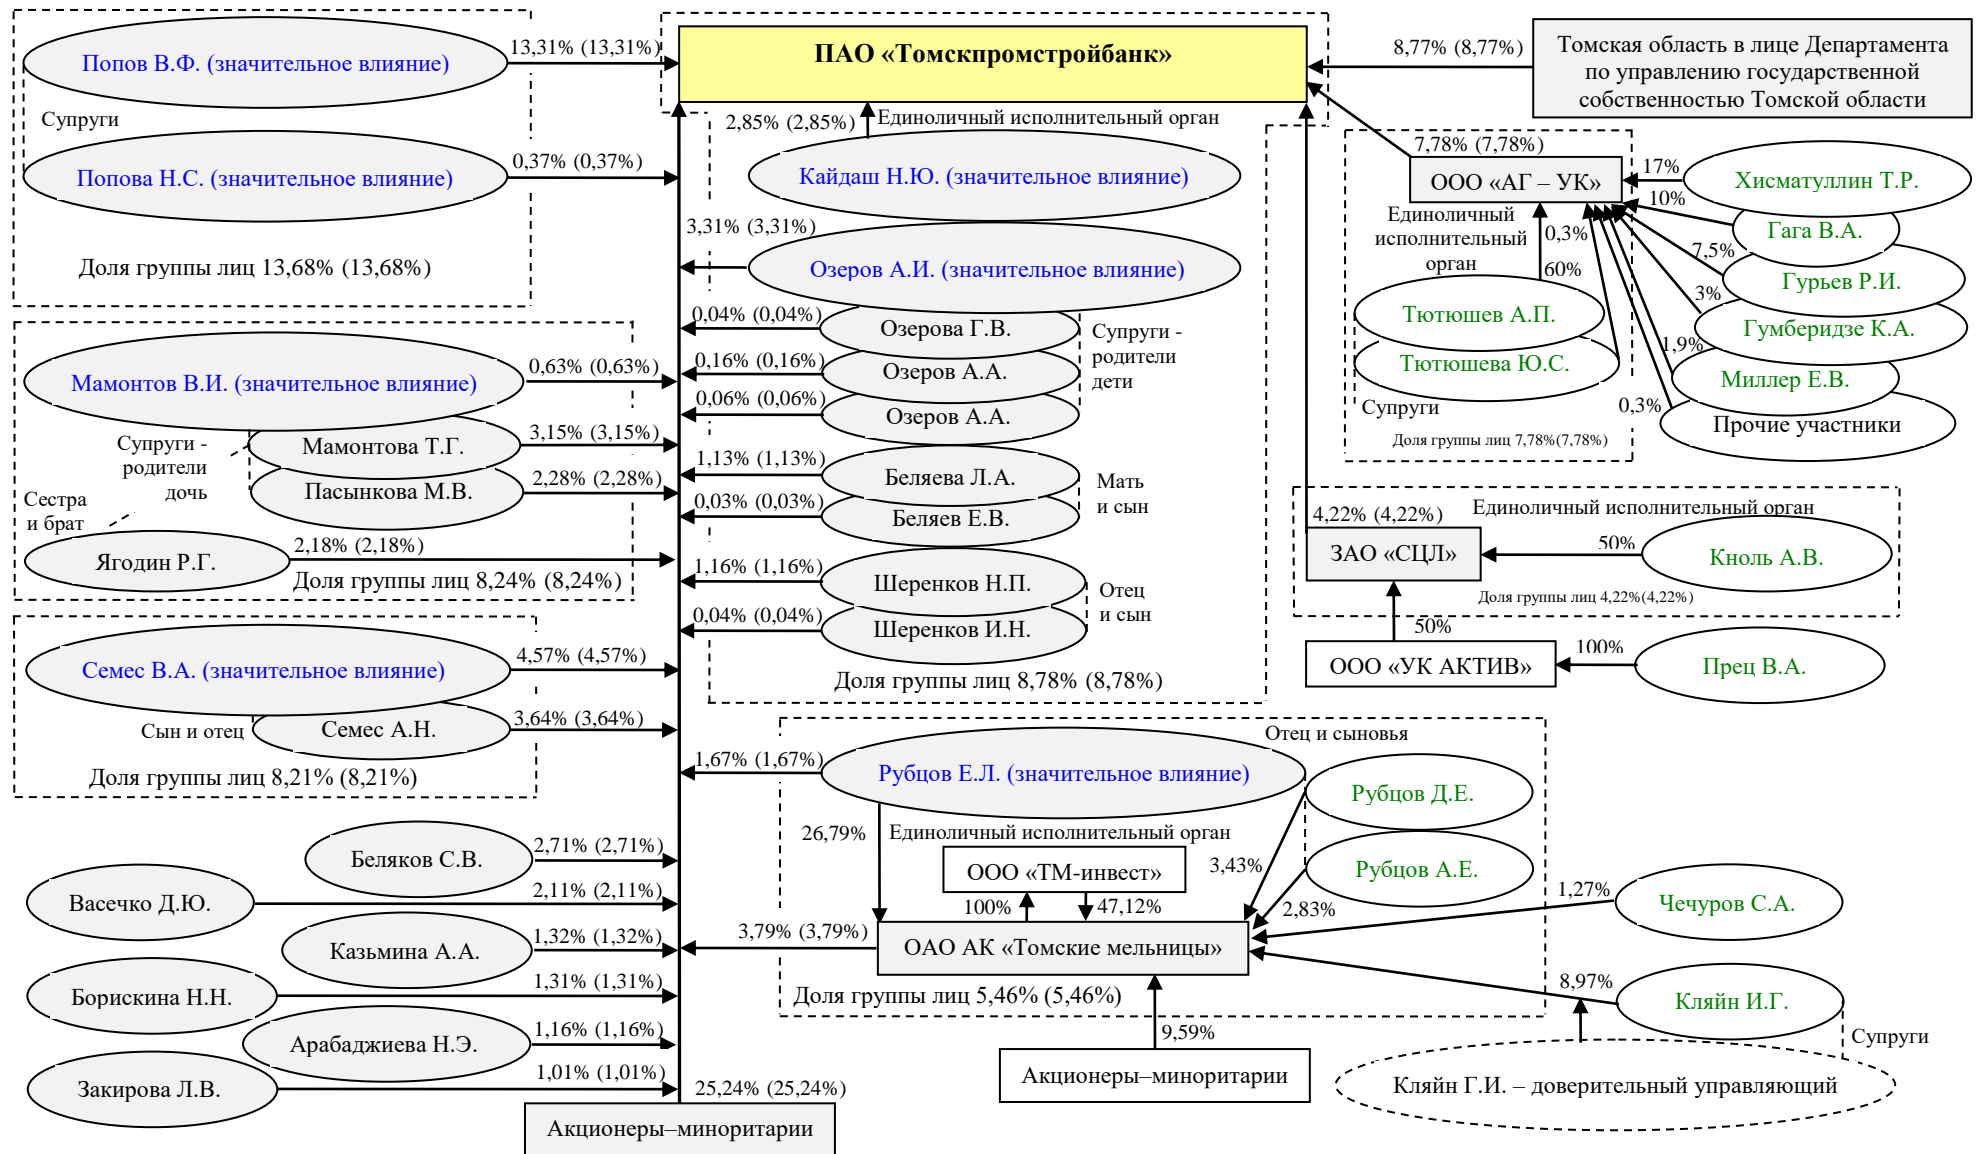 ПАО «Томскпромстройбанк»
Попов В.Ф. (значительное влияние)
13,31% (13,31%)
Супруги
Попова Н.С. (значительное влияние)
0,37% (0,37%)
Доля группы лиц 13,68% (13,68%)
Мамонтов В.И. (значительное влияние)
0,63% (0,63%)
Супруги -
родители
дочь
Мамонтова Т.Г.
3,15% (3,15%)
Пасынкова М.В.
2,28% (2,28%)
Сестра
и брат
Ягодин Р.Г.
2,18% (2,18%)
Доля группы лиц 8,24% (8,24%)
Семес В.А. (значительное влияние)
4,57% (4,57%)
Сын и отец
Семес А.Н.
3,64% (3,64%)
Доля группы лиц 8,21% (8,21%)
Беляков С.В.
2,71% (2,71%)
Васечко Д.Ю.
2,11% (2,11%)
Казьмина А.А.
1,32% (1,32%)
Борискина Н.Н.
1,31% (1,31%)
Арабаджиева Н.Э.
1,16% (1,16%)
Закирова Л.В.
1,01% (1,01%)
25,24% (25,24%)
Акционеры–миноритарии
2,85% (2,85%)
Единоличный исполнительный орган
Кайдаш Н.Ю. (значительное влияние)
3,31% (3,31%)
Озеров А.И. (значительное влияние)
0,04% (0,04%)
Озерова Г.В.
0,16% (0,16%)
Озеров А.А.
0,06% (0,06%)
Озеров А.А.
Супруги -
родители
дети
1,13% (1,13%)
Беляева Л.А.
0,03% (0,03%)
Беляев Е.В.
Мать
и сын
1,16% (1,16%)
Шеренков Н.П.
0,04% (0,04%)
Шеренков И.Н.
Отец
и сын
Доля группы лиц 8,78% (8,78%)
1,67% (1,67%)
Рубцов Е.Л. (значительное влияние)
Отец и сыновья
Рубцов Д.Е.
Рубцов А.Е.
26,79%
Единоличный исполнительный орган
ООО «ТМ-инвест»
3,43%
2,83%
100%
47,12%
3,79% (3,79%)
ОАО АК «Томские мельницы»
Доля группы лиц 5,46% (5,46%)
9,59%
Акционеры–миноритарии
1,27%
Чечуров С.А.
8,97%
Кляйн И.Г.
Супруги
Кляйн Г.И. – доверительный управляющий
8,77% (8,77%)
Томская область в лице Департамента
по управлению государственной
собственностью Томской области
7,78% (7,78%)
ООО «АГ – УК»
17%
Хисматуллин Т.Р.
10%
Гага В.А.
7,5%
Гурьев Р.И.
3%
Гумберидзе К.А.
1,9%
Миллер Е.В.
0,3%
Прочие участники
Единоличный
исполнительный
орган
0,3%
60%
Тютюшев А.П.
Тютюшева Ю.С.
Супруги
Доля группы лиц 7,78%(7,78%)
4,22% (4,22%)
Единоличный исполнительный орган
ЗАО «СЦЛ»
50%
Кноль А.В.
Доля группы лиц 4,22%(4,22%)
50%
ООО «УК АКТИВ»
100%
Прец В.А.